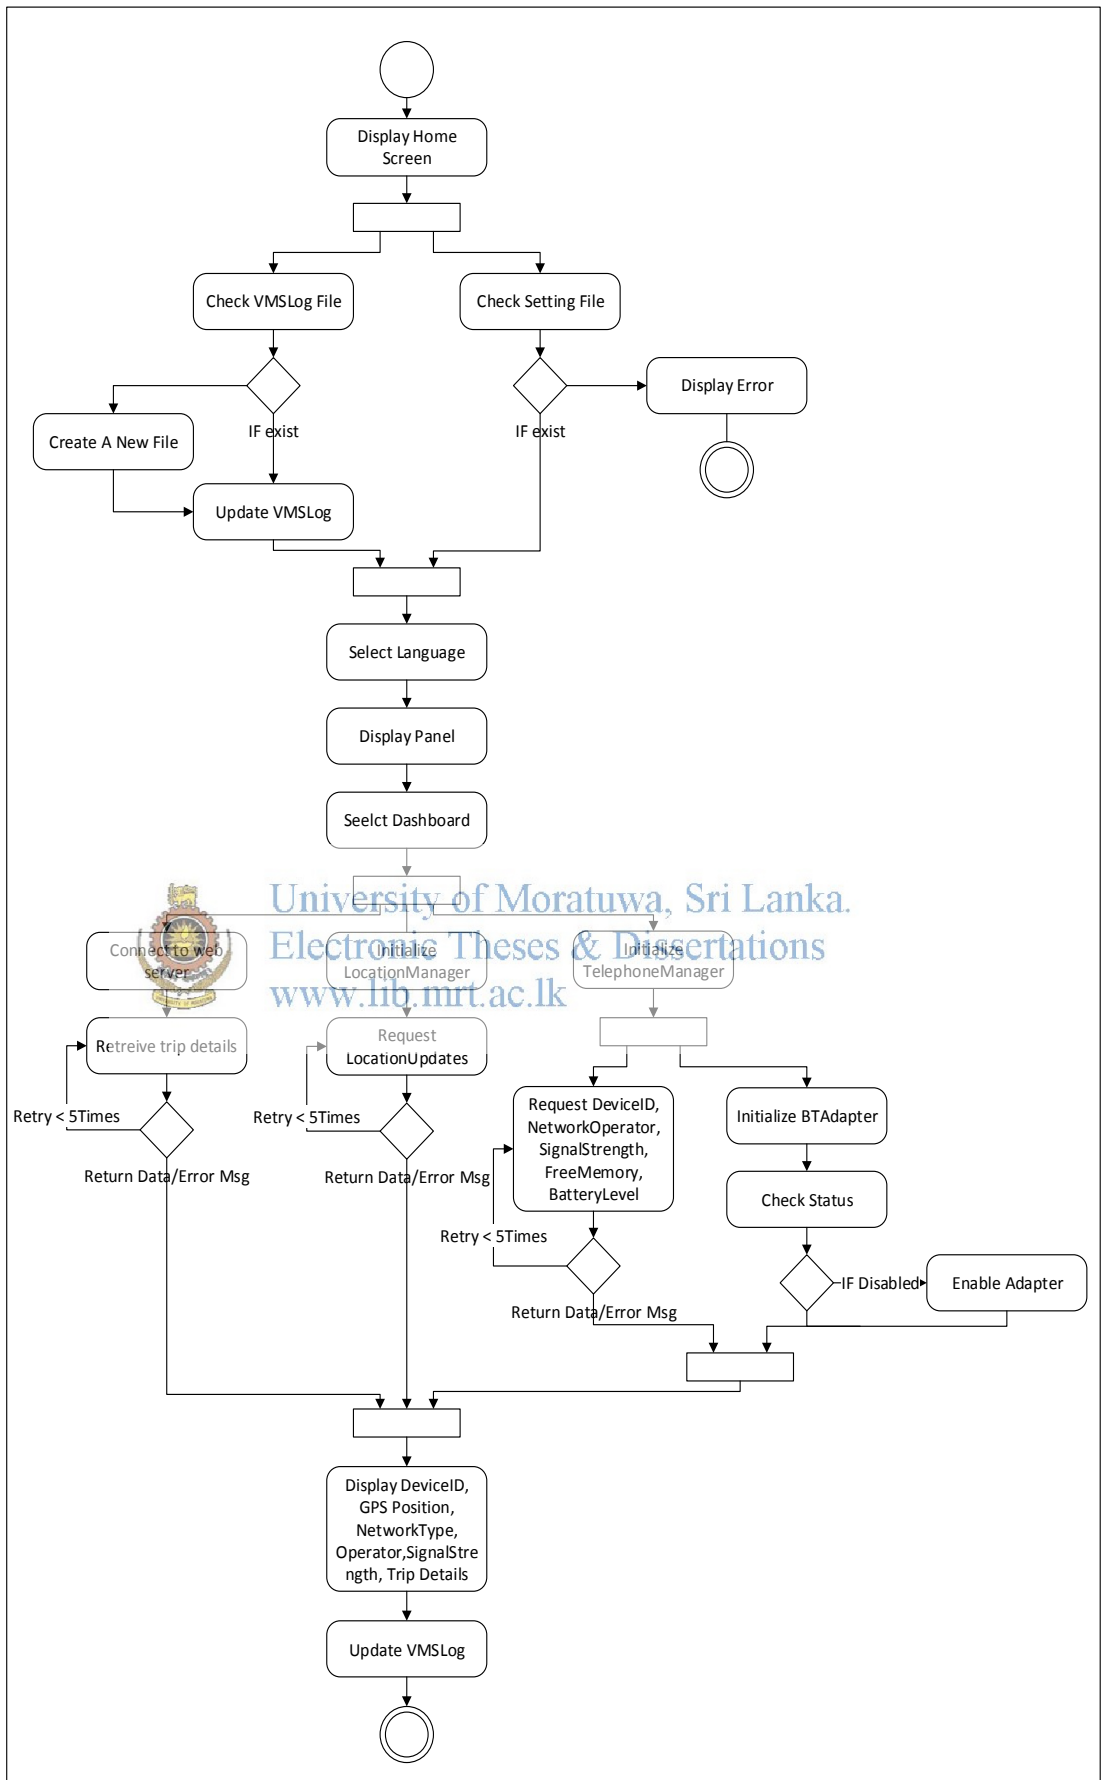 Display Home
Screen
Check VMSLog File
Check Setting File
Display Error
IF exist
IF exist
Create A New File
Update VMSLog
Select Language
Display Panel
Seelct Dashboard
University of Moratuwa, Sri Lanka.
Electronic Theses & Dissertations
www.lib.mrt.ac.lk
Connect to web
server
Initialize
LocationManager
Initialize
TelephoneManager
Retreive trip details
Request
LocationUpdates
Retry < 5Times
Retry < 5Times
Request DeviceID,
NetworkOperator,
SignalStrength,
FreeMemory,
BatteryLevel
Initialize BTAdapter
Return Data/Error Msg
Return Data/Error Msg
Check Status
Retry < 5Times
IF Disabled
Enable Adapter
Return Data/Error Msg
Display DeviceID,
GPS Position,
NetworkType,
Operator,SignalStre
ngth, Trip Details
Update VMSLog